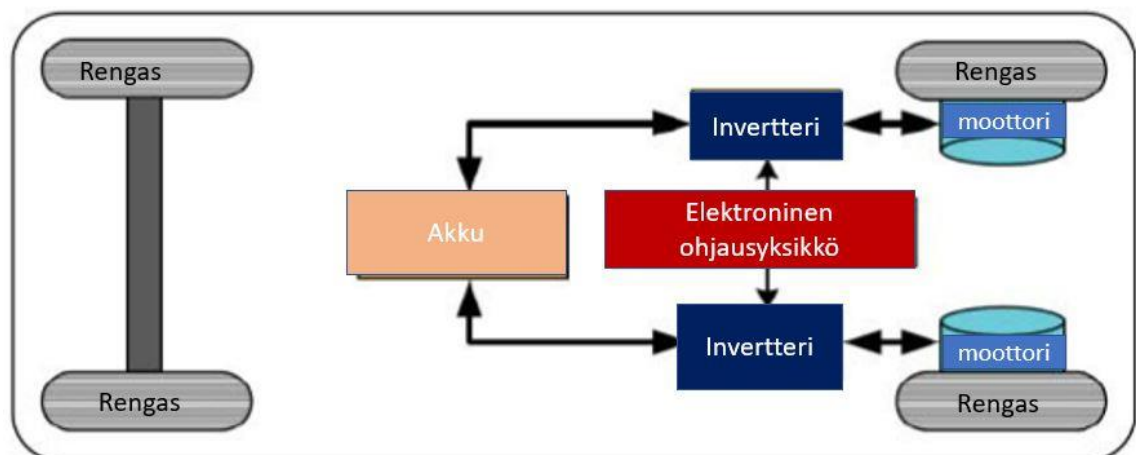 Rengas
Rengas
Invertteri
moottori
Akku
Elektroninen
ohjausyksikkö
Invertteri
moottori
Rengas
Rengas